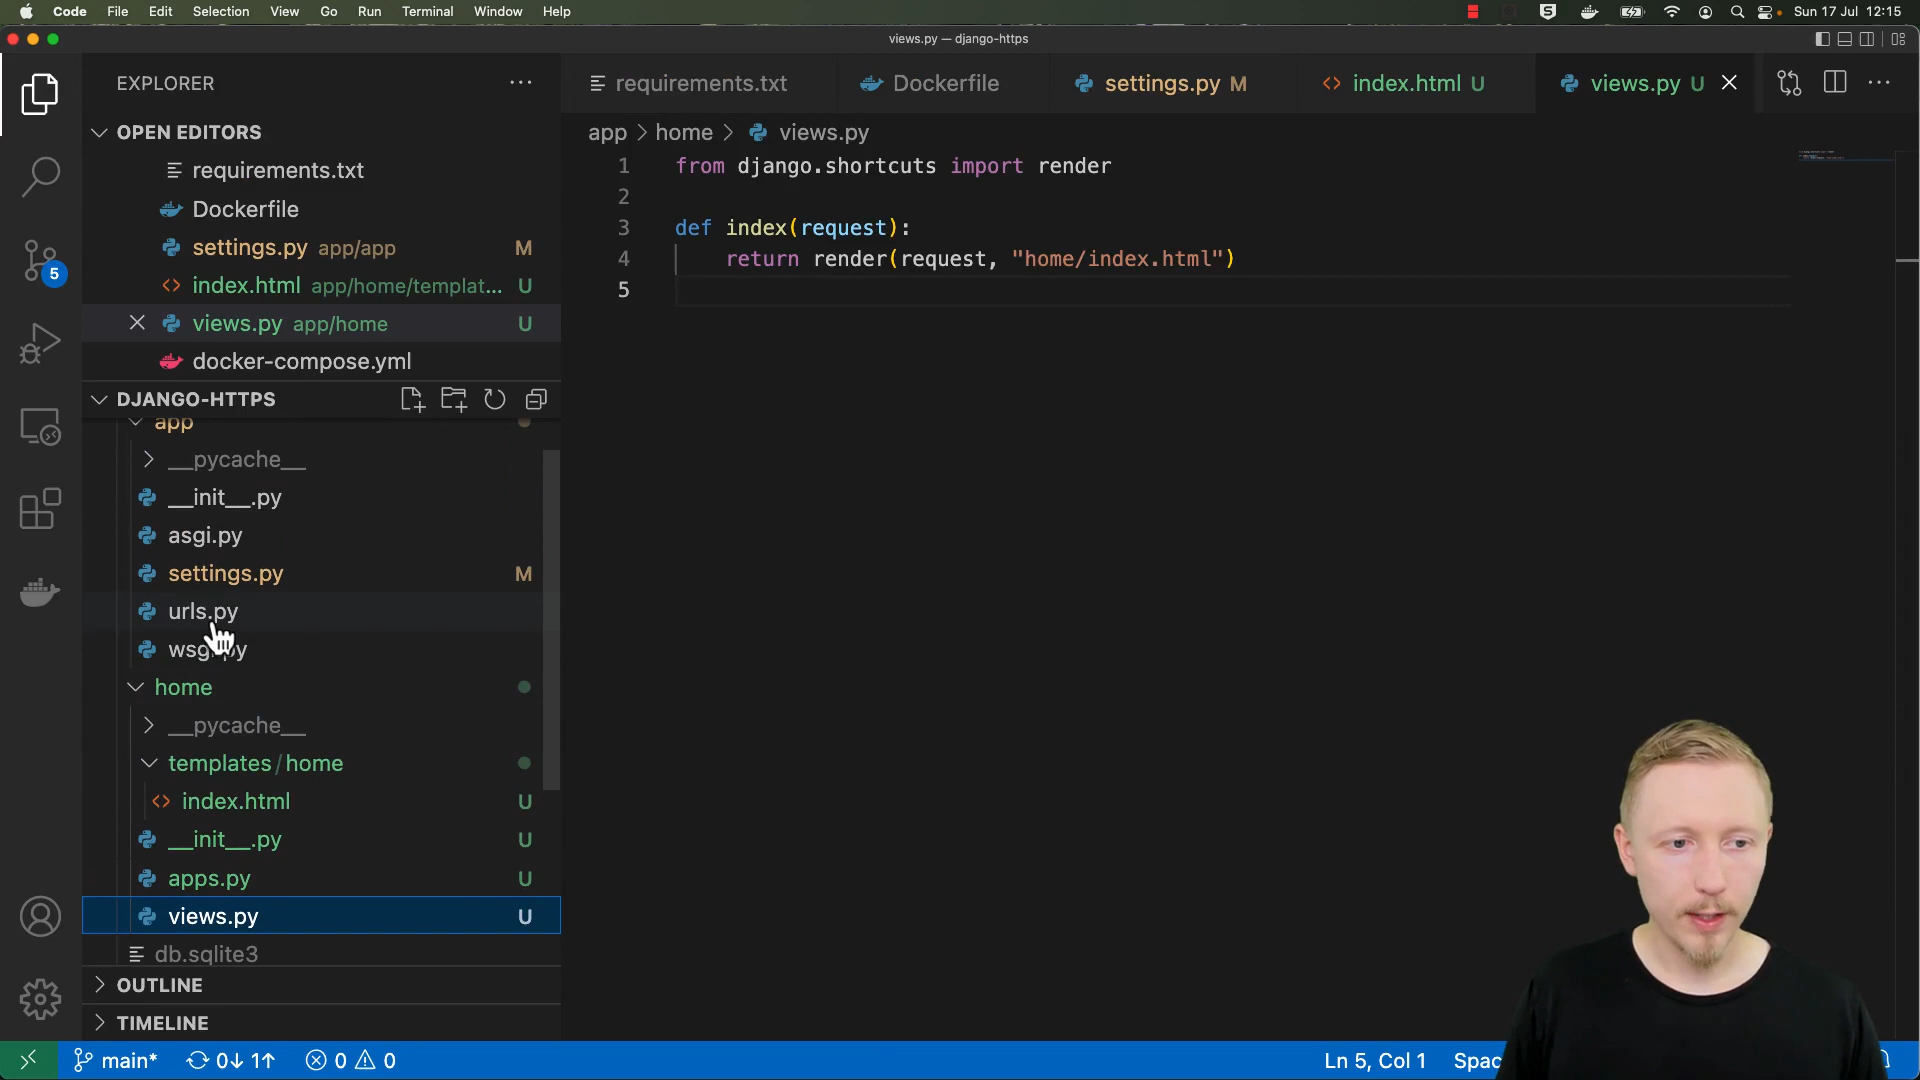 Code File Edit Selection View Go Run Terminal Window Help
Sun 17 Jul 12:15
views.py — django-https
EXPLORER
requirements.txt
Dockerfile
settings.py M
index.html U
views.py U
OPEN EDITORS
requirements.txt
Dockerfile
settings.py app/app M
index.html app/home/templat... U
views.py app/home U
docker-compose.yml
app > home > views.py
1 from django.shortcuts import render
2
3 def index(request):
4 return render(request, "home/index.html")
5
DJANGO-HTTPS
app
__pycache__
__init__.py
asgi.py
settings.py M
urls.py
home
__pycache__
templates/home
index.html U
__init__.py U
apps.py U
views.py U
db.sqlite3
OUTLINE
TIMELINE
5
main* 0↓ 1↑ 0 0
Ln 5, Col 1